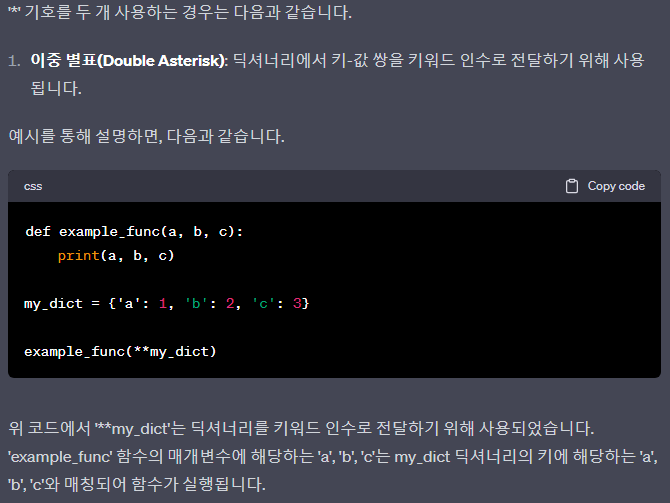 '*' 기호를 두 개 사용하는 경우는 다음과 같습니다.
1. 이중 별표(Double Asterisk): 딕셔너리에서 키-값 쌍을 키워드 인수로 전달하기 위해 사용
됩니다.
예시를 통해 설명하면, 다음과 같습니다.
css Copy code
def example_func(a, b, c):
    print(a, b, c)
my_dict = {'a': 1, 'b': 2, 'c': 3}
example_func(**my_dict)
위 코드에서 '**my_dict'는 딕셔너리를 키워드 인수로 전달하기 위해 사용되었습니다.
'example_func' 함수의 매개변수에 해당하는 'a', 'b', 'c'는 my_dict 딕셔너리의 키에 해당하는 'a',
'b', 'c'와 매칭되어 함수가 실행됩니다.